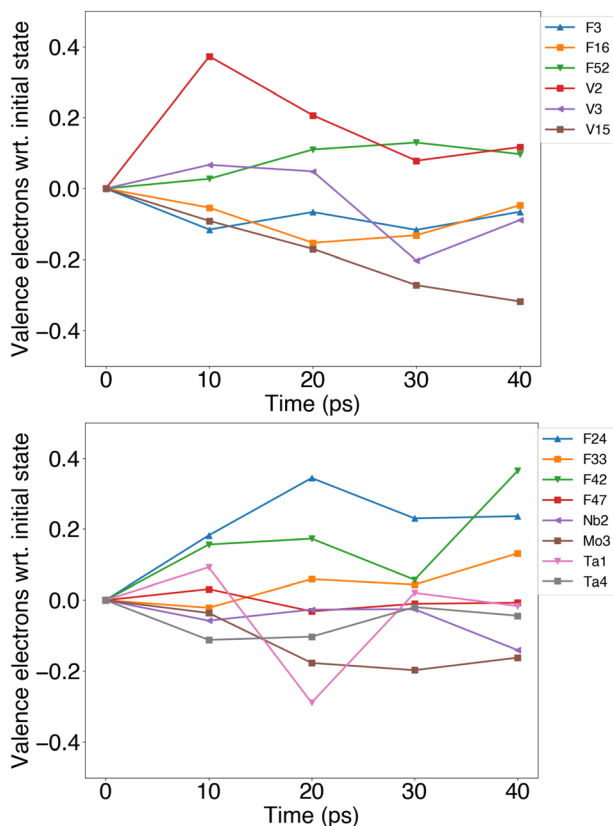 Valence electrons wrt. initial state
0.4
0.2
0.0
−0.2
−0.4
0 10 20 30 40
Time (ps)
F3
F16
F52
V2
V3
V15
Valence electrons wrt. initial state
0.4
0.2
0.0
−0.2
−0.4
0 10 20 30 40
Time (ps)
F24
F33
F42
F47
Nb2
Mo3
Ta1
Ta4